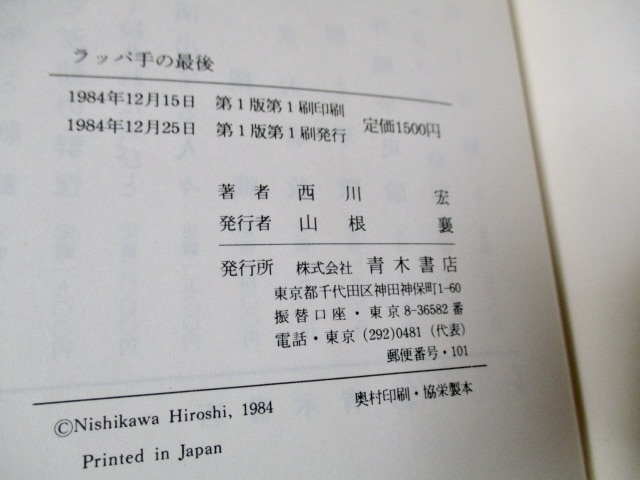 ラッパ手の最後
1984年12月15日 第1版第1刷印刷
1984年12月25日 第1版第1刷発行 定価1500円
著者 西川 宏
発行者 山根 襄
発行所 株式会社 青木書店
東京都千代田区神田神保町1-60
振替口座・東京8-36582番
電話・東京(292)0481(代表)
郵便番号・101
奥村印刷・協栄製本
©Nishikawa Hiroshi, 1984
Printed in Japan